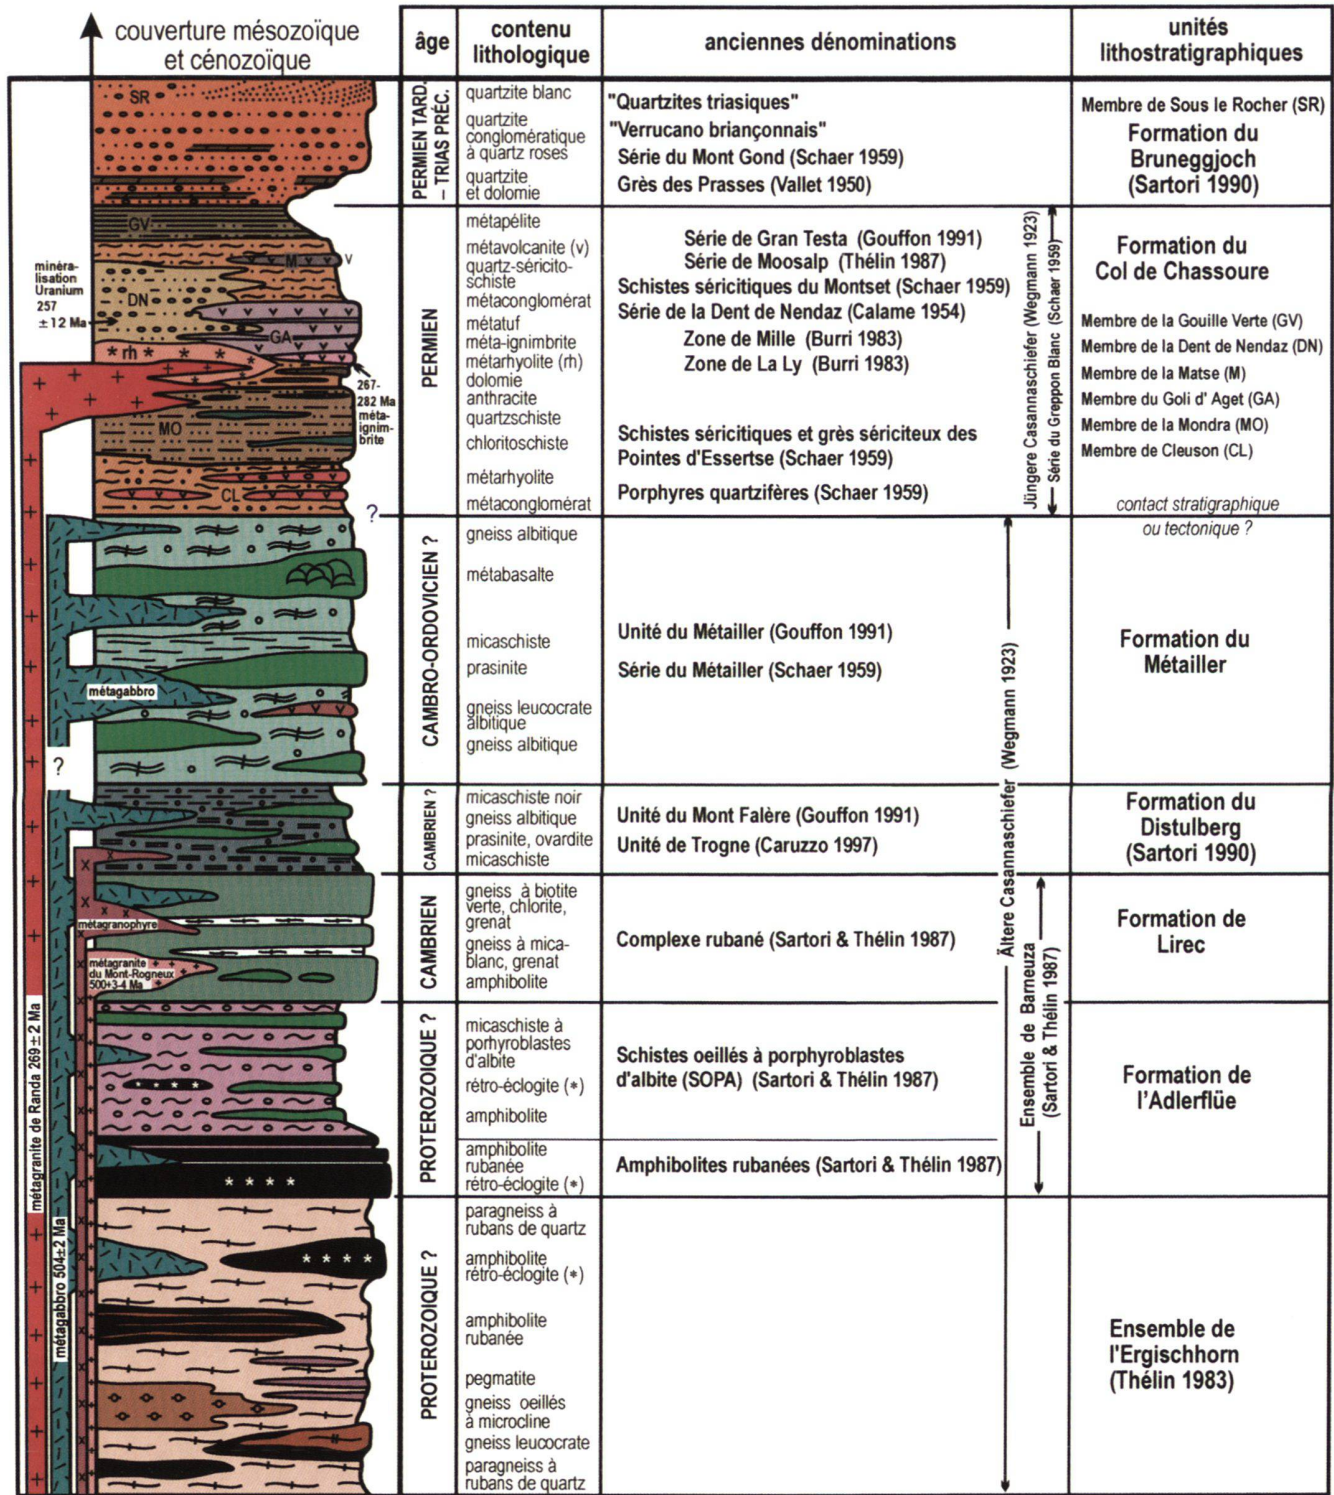 couverture mésozoïque
et cénozoïque
âge
contenu
lithologique
anciennes dénominations
unités
lithostratigraphiques
SR
PERMIEN TARD.
– TRIAS PRÉC.
quartzite blanc
quartzite
conglomératique
à quartz roses
quartzite
et dolomie
"Quartzites triasiques"
"Verrucano briançonnais"
Série du Mont Gond (Schaer 1959)
Grès des Prasses (Vallet 1950)
Membre de Sous le Rocher (SR)
Formation du
Bruneggjoch
(Sartori 1990)
GV
M
v
DN
GA
* rh *
MO
CL
minéra-
lisation
Uranium
257
± 12 Ma
267-
282 Ma
méta-
ignim-
brite
?
PERMIEN
métapélite
métavolcanite (v)
quartz-séricito-
schiste
métaconglomérat
métatuf
méta-ignimbrite
métarhyolite (rh)
dolomie
anthracite
quartzschiste
chloritoschiste
métarhyolite
métaconglomérat
Série de Gran Testa (Gouffon 1991)
Série de Moosalp (Thélin 1987)
Schistes séricitiques du Montset (Schaer 1959)
Série de la Dent de Nendaz (Calame 1954)
Zone de Mille (Burri 1983)
Zone de La Ly (Burri 1983)
Schistes séricitiques et grès sériciteux des
Pointes d'Essertse (Schaer 1959)
Porphyres quartzifères (Schaer 1959)
Jüngere Casannaschiefer (Wegmann 1923)
Série du Greppon Blanc (Schaer 1959)
Formation du
Col de Chassoure
Membre de la Gouille Verte (GV)
Membre de la Dent de Nendaz (DN)
Membre de la Matse (M)
Membre du Goli d' Aget (GA)
Membre de la Mondra (MO)
Membre de Cleuson (CL)
contact stratigraphique
ou tectonique ?
métagabbro
?
CAMBRO-ORDOVICIEN ?
gneiss albitique
métabasalte
micaschiste
prasinite
gneiss leucocrate
albitique
gneiss albitique
Unité du Métailler (Gouffon 1991)
Série du Métailler (Schaer 1959)
Ältere Casannaschiefer (Wegmann 1923)
Formation du
Métailler
CAMBRIEN ?
micaschiste noir
gneiss albitique
prasinite, ovardite
micaschiste
Unité du Mont Falère (Gouffon 1991)
Unité de Trogne (Caruzzo 1997)
Formation du
Distulberg
(Sartori 1990)
métagranophyre
métagranite
du Mont-Rogneux
500+3-4 Ma
CAMBRIEN
gneiss à biotite
verte, chlorite,
grenat
gneiss à mica-
blanc, grenat
amphibolite
Complexe rubané (Sartori & Thélin 1987)
Ensemble de Barneuza
(Sartori & Thélin 1987)
Formation de
Lirec
métagranite de Randa 269 ± 2 Ma
métagabbro 504±2 Ma
PROTEROZOIQUE ?
micaschiste à
porhyroblastes
d'albite
rétro-éclogite (*)
amphibolite
Schistes oeillés à porphyroblastes
d'albite (SOPA) (Sartori & Thélin 1987)
Formation de
l'Adlerflüe
amphibolite
rubanée
rétro-éclogite (*)
Amphibolites rubanées (Sartori & Thélin 1987)
PROTEROZOIQUE ?
paragneiss à
rubans de quartz
amphibolite
rétro-éclogite (*)
amphibolite
rubanée
pegmatite
gneiss oeillés
à microcline
gneiss leucocrate
paragneiss à
rubans de quartz
Ensemble de
l'Ergischhorn
(Thélin 1983)